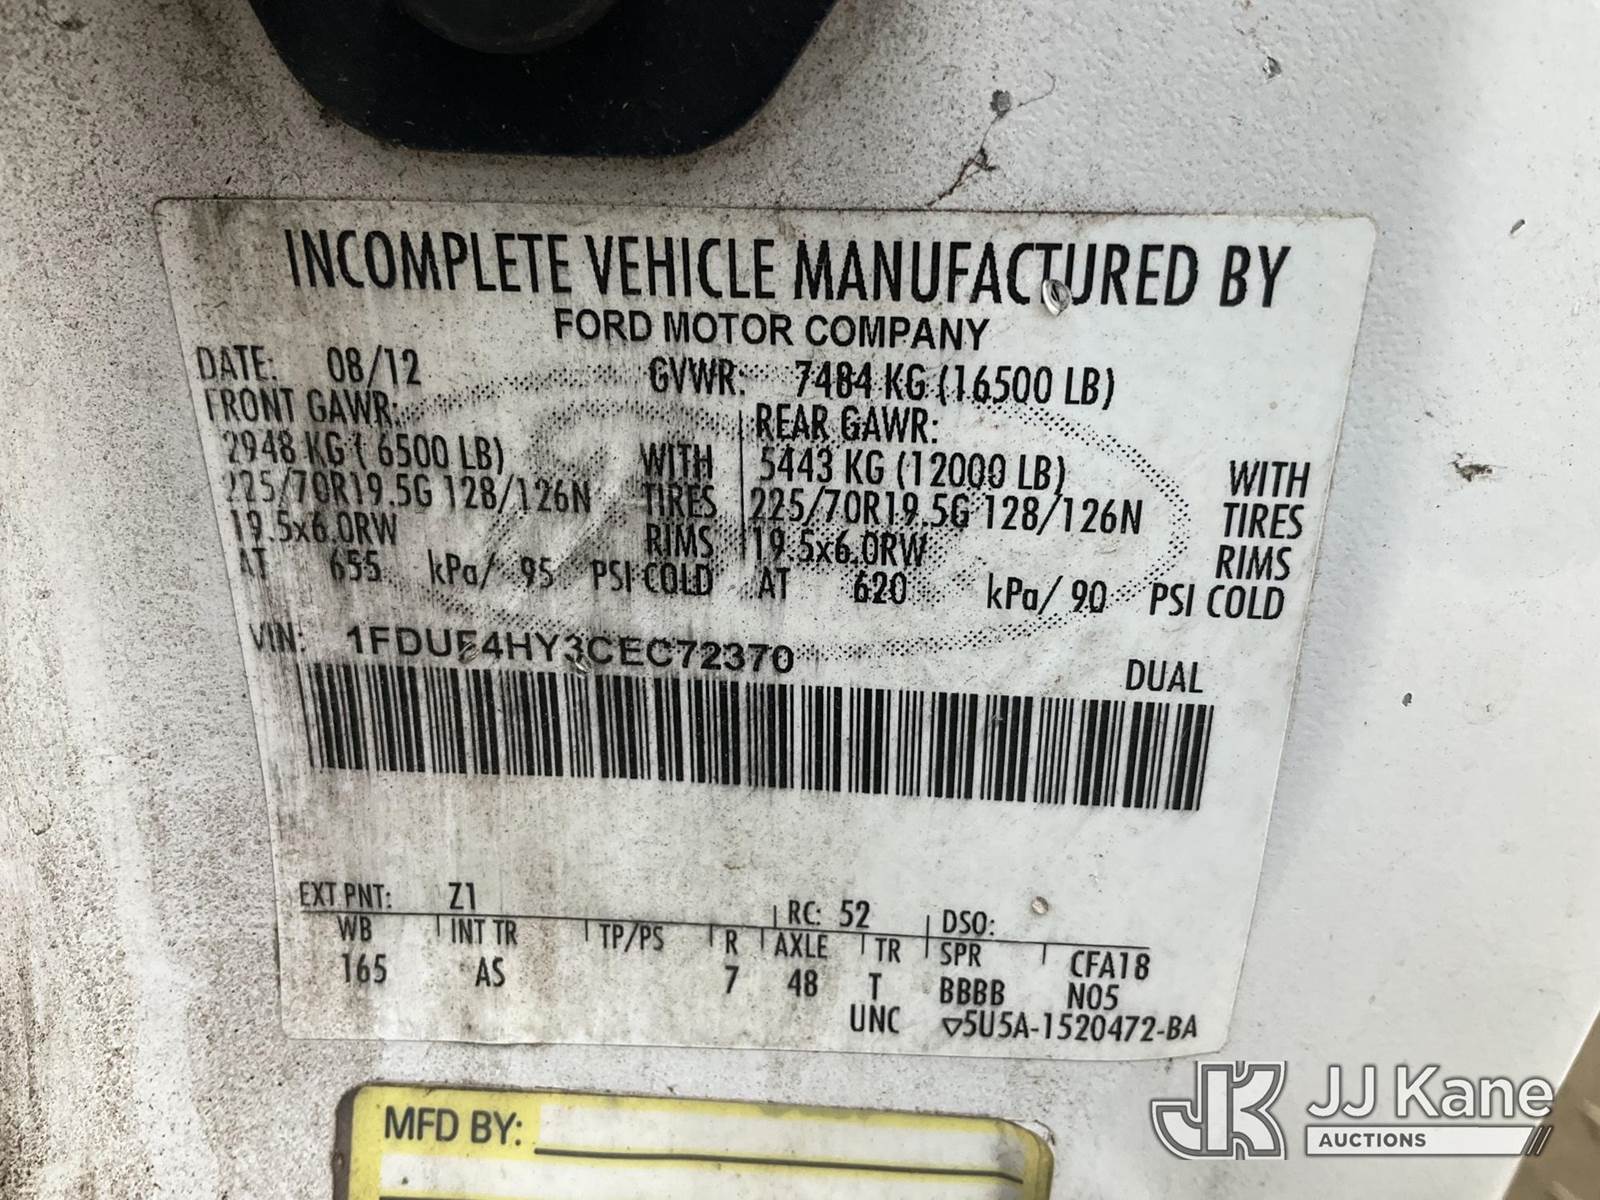 INCOMPLETE VEHICLE MANUFACTURED BY
FORD MOTOR COMPANY
DATE: 08/12 GVWR: 7484 KG (16500 LB)
FRONT GAWR: REAR GAWR:
2948 KG ( 6500 LB) WITH 5443 KG (12000 LB) WITH
225/70R19.5G 128/126N TIRES 225/70R19.5G 128/126N TIRES
19.5x6.0RW RIMS 19.5x6.0RW RIMS
AT 655 kPa/ 95 PSI COLD AT 620 kPa/ 90 PSI COLD
VIN: 1FDUF4HY3CEC72370
DUAL
EXT PNT: Z1 RC: 52 DSO:
WB INT TR TP/PS R AXLE TR SPR CFA18
165 AS 7 48 T BBBB N05
UNC ▽5U5A-1520472-BA
MFD BY:
JK JJ Kane
AUCTIONS